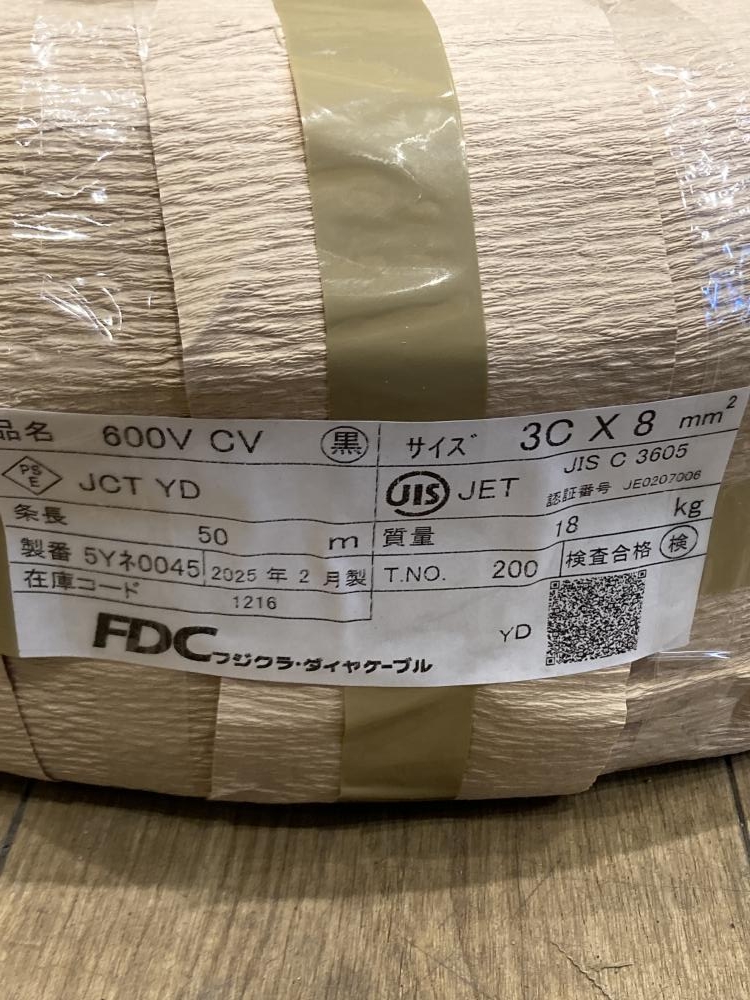 品名 600V CV 黒 サイズ 3C X 8 mm²
PSE JCT YD JIS JET JIS C 3605
認証番号 JE0207006
条長 50 m 質量 18 kg
製番 5Yネ0045 2025 年 2 月製 T.NO. 200 検査合格 検
在庫コード 1216
FDC フジクラ・ダイヤケーブル YD